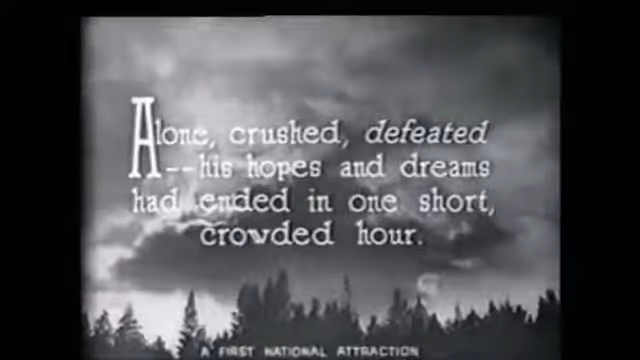 Alone, crushed, defeated
--his hopes and dreams
had ended in one short,
crowded hour.
A FIRST NATIONAL ATTRACTION